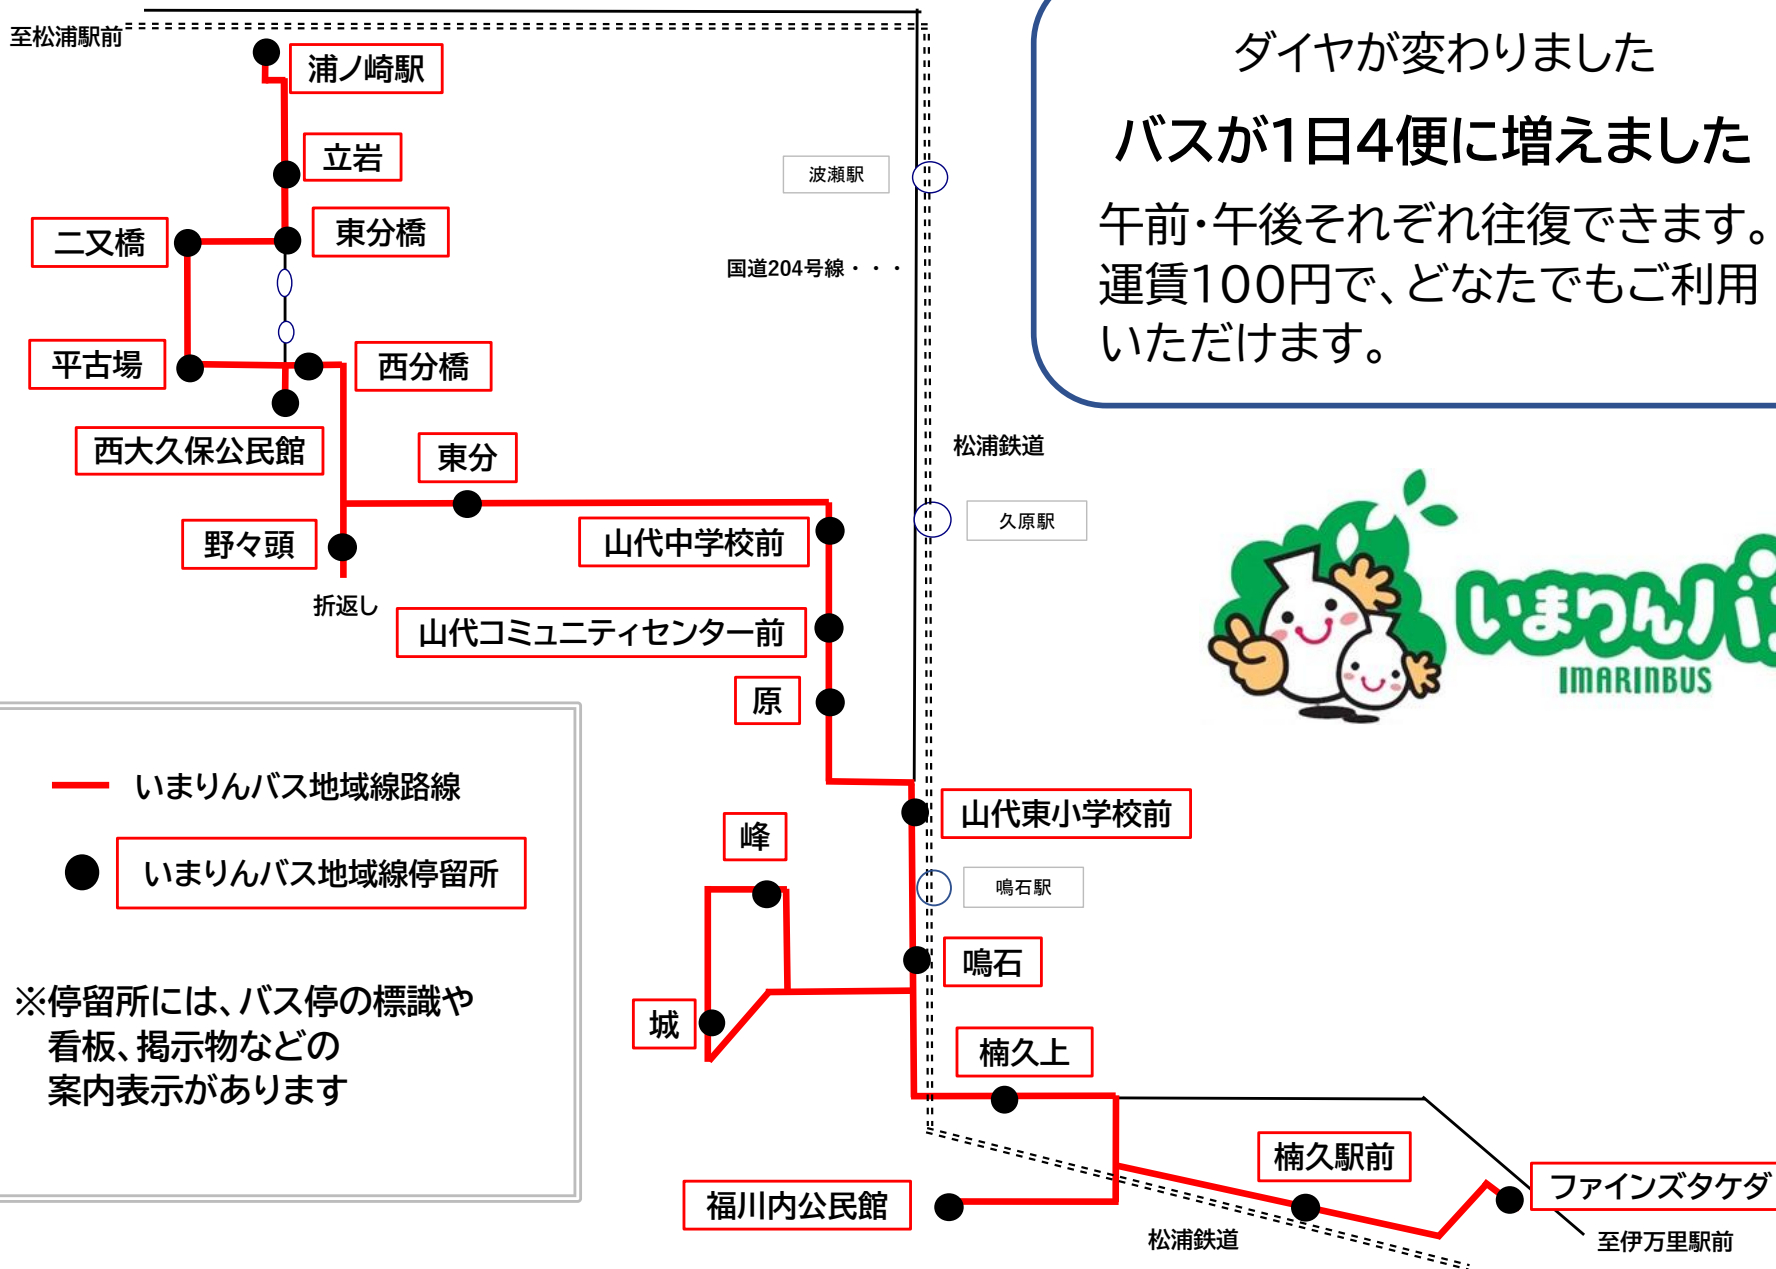 至松浦駅前
浦ノ崎駅
立岩
二又橋
東分橋
平古場
西分橋
西大久保公民館
東分
野々頭
折返し
山代中学校前
山代コミュニティセンター前
原
波瀬駅
国道204号線・・・
松浦鉄道
久原駅
ダイヤが変わりました
バスが1日4便に増えました
午前・午後それぞれ往復できます。
運賃100円で、どなたでもご利用
いただけます。
いまりんバ
IMARINBUS
山代東小学校前
峰
鳴石駅
鳴石
城
楠久上
楠久駅前
福川内公民館
ファインズタケダ
松浦鉄道
至伊万里駅前
いまりんバス地域線路線
いまりんバス地域線停留所
※停留所には、バス停の標識や
看板、掲示物などの
案内表示があります